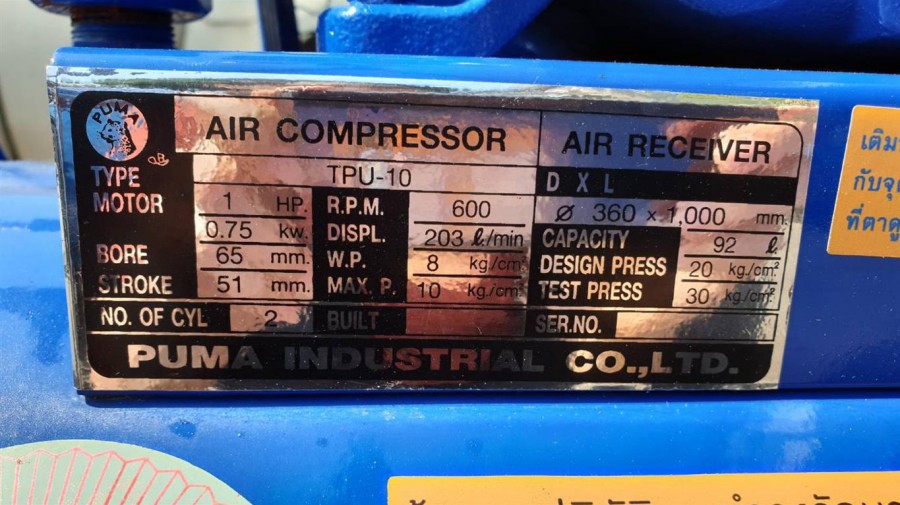 PUMA
AIR COMPRESSOR
AIR RECEIVER
TYPE TPU-10
D X L
MOTOR 1 HP. R.P.M. 600
Ø 360 x 1,000 mm.
0.75 kw. DISPL. 203 ℓ/min
CAPACITY 92 ℓ
BORE 65 mm. W.P. 8 kg./cm²
DESIGN PRESS 20 kg./cm²
STROKE 51 mm. MAX. P. 10 kg./cm²
TEST PRESS 30 kg./cm²
NO. OF CYL 2 BUILT SER.NO.
PUMA INDUSTRIAL CO.,LTD.